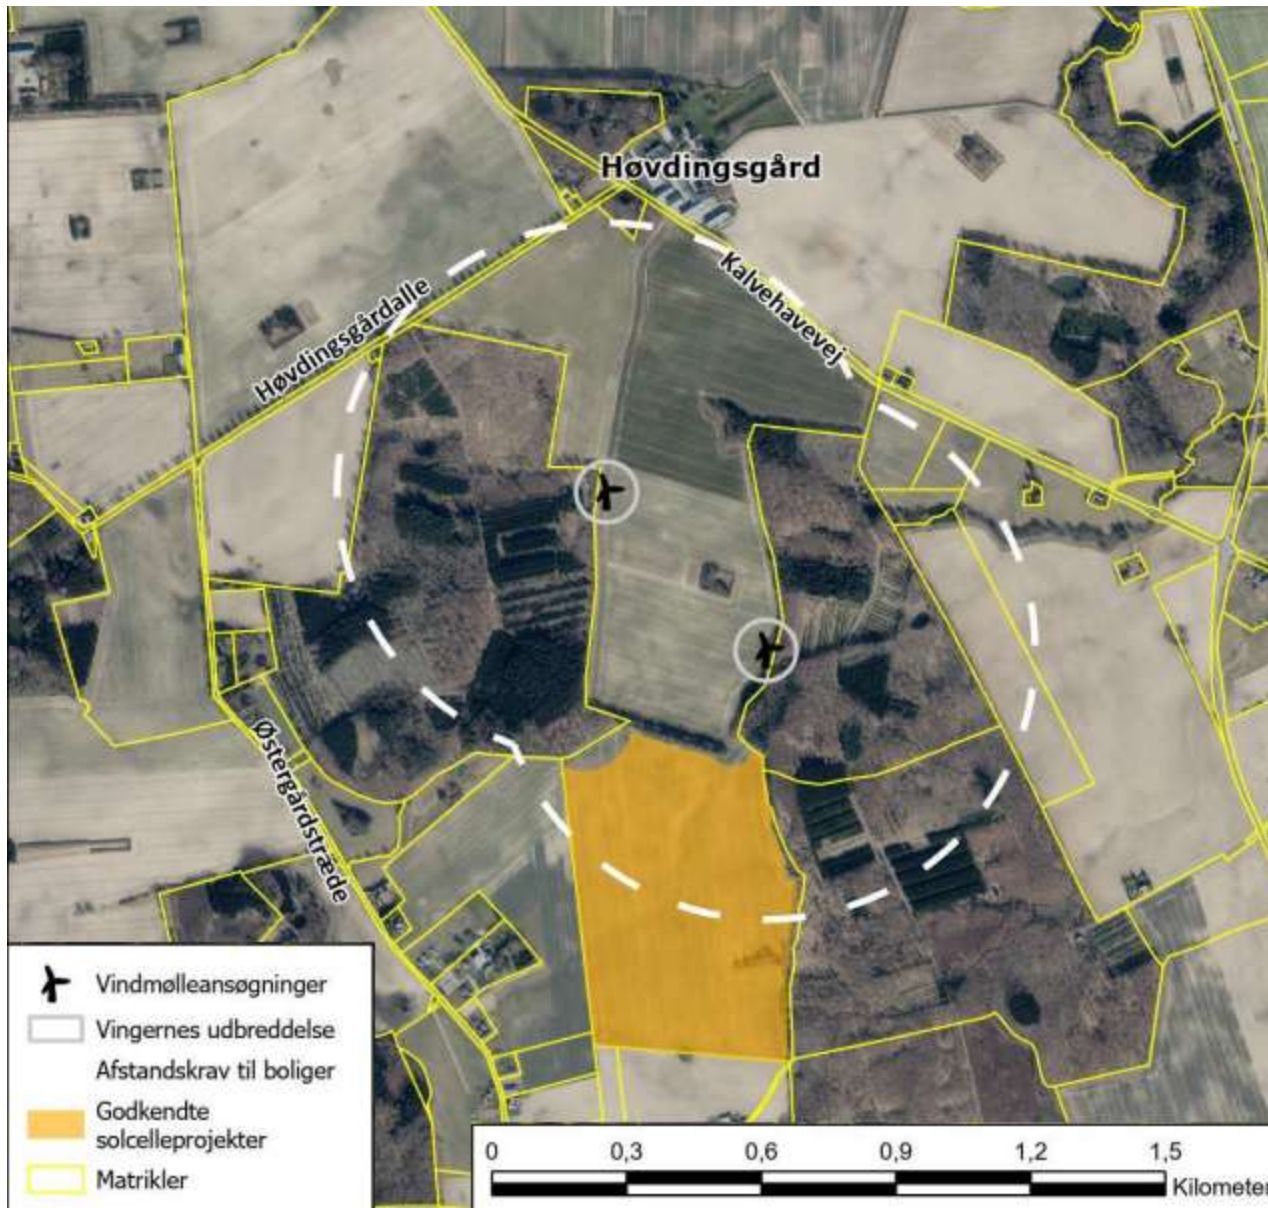 Høvdingsgård
Kalvehavevej
Høvdingsgårdalle
Østergårdstræde
Vindmølleansøgninger
Vingernes udbreddelse
Afstandskrav til boliger
Godkendte
solcelleprojekter
Matrikler
0 0,3 0,6 0,9 1,2 1,5
Kilometer